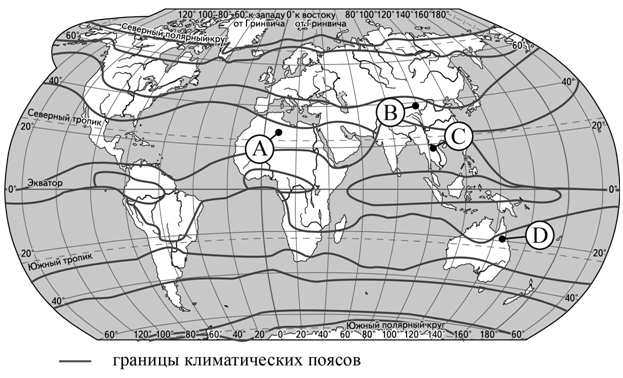 120° 100°-80°-60° к западу 0° к востоку 80° 100° 120° 140° 160° 180°
от Гринвича от Гринвича
Северный полярный круг
60° 60°
40° 40°
Северный тропик
20° 20°
A B C
Экватор
0° 0°
D
20° 20°
Южный тропик
40° 40°
Южный полярный круг
60° 120° 100° 80° 60° 40° 20° 0° 20° 40° 60° 80° 100° 120° 140° 160° 180° 60°
границы климатических поясов